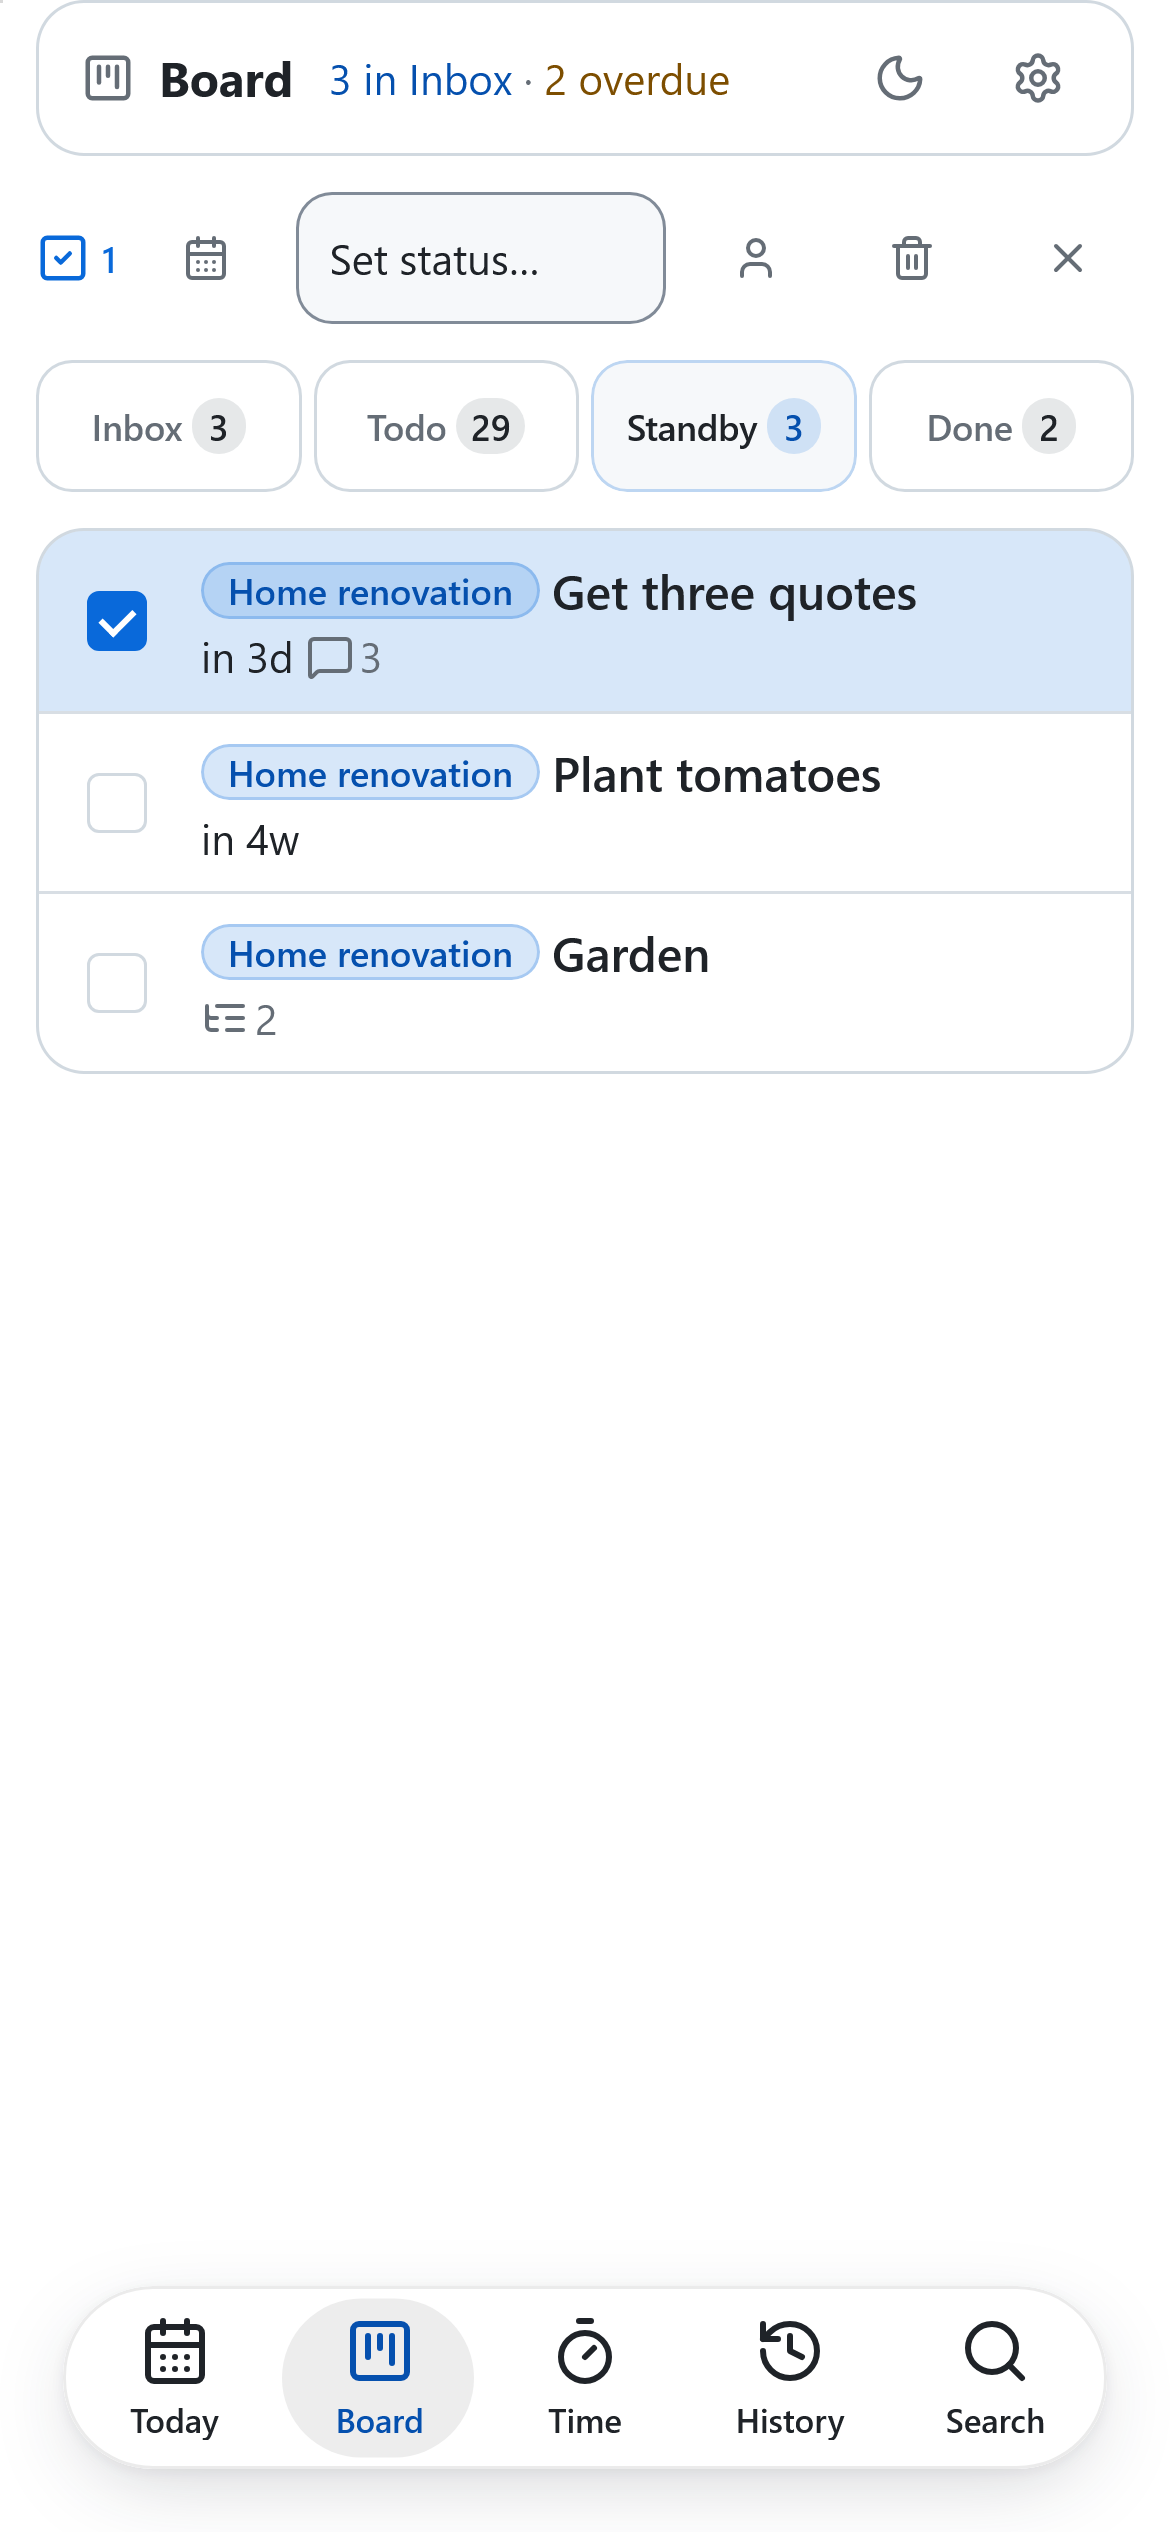 Board 3 in Inbox · 2 overdue
1 Set status...
Inbox 3 Todo 29 Standby 3 Done 2
Home renovation Get three quotes
in 3d 3
Home renovation Plant tomatoes
in 4w
Home renovation Garden
2
Today Board Time History Search